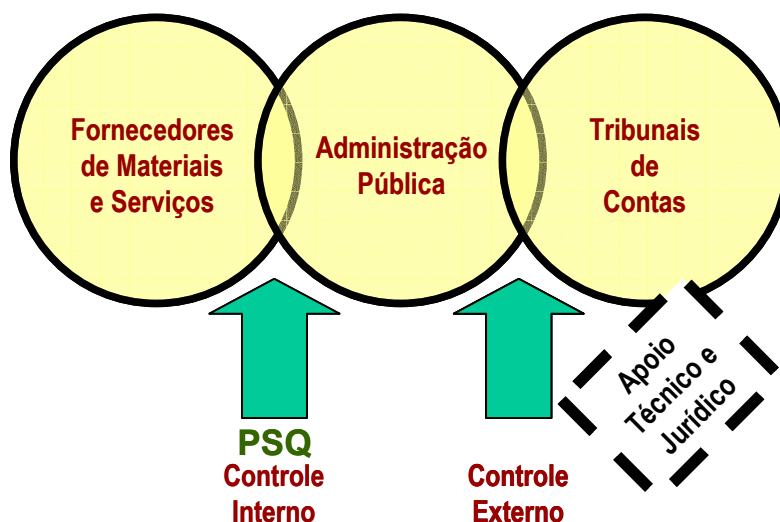 Fornecedores
de Materiais
e Serviços
Administração
Pública
Tribunais
de
Contas
PSQ
Controle
Interno
Controle
Externo
Apoio
Técnico e
Jurídico